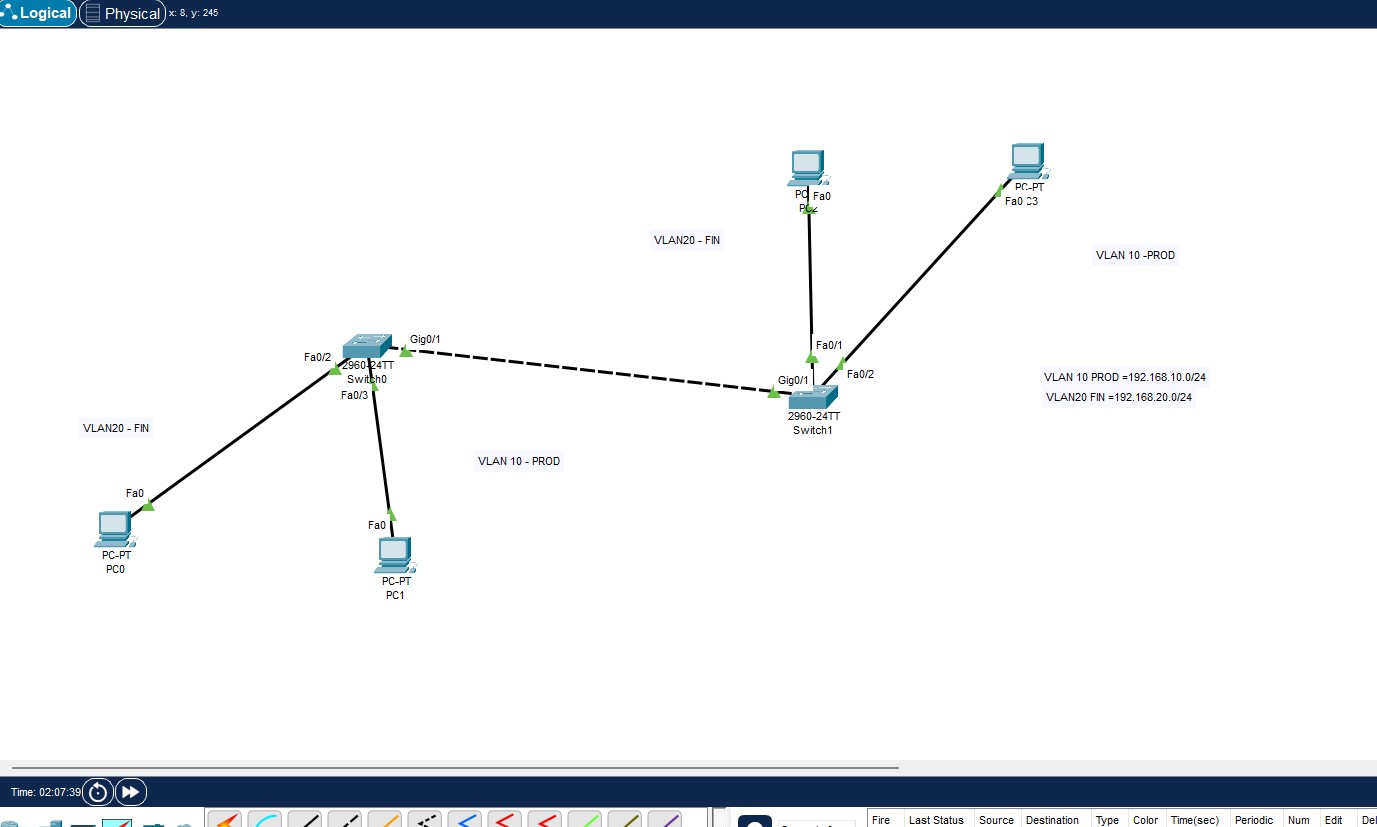 Logical Physical x: 8, y: 245
PC-PT
Fa0
Fa0 C3
VLAN20 - FIN
VLAN 10 -PROD
Gig0/1
Fa0/1
Fa0/2
2960-24TT
Switch0
Fa0/3
Gig0/1
Fa0/2
2960-24TT
Switch1
VLAN 10 PROD =192.168.10.0/24
VLAN20 FIN =192.168.20.0/24
VLAN20 - FIN
VLAN 10 - PROD
Fa0
PC-PT
PC0
Fa0
PC-PT
PC1
Time: 02:07:39
Fire Last Status Source Destination Type Color Time(sec) Periodic Num Edit